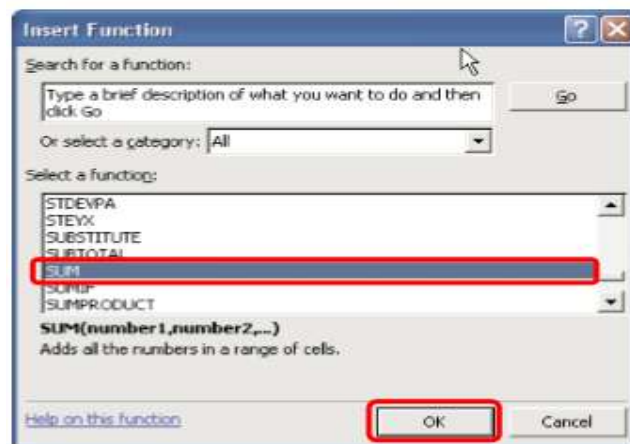 Insert Function
Search for a function:
Type a brief description of what you want to do and then
click Go
Go
Or select a category: All
Select a function:
STDEVPA
STEYX
SUBSTITUTE
SUBTOTAL
SUM
SUMIF
SUMPRODUCT
SUM(number1,number2,...)
Adds all the numbers in a range of cells.
Help on this function
OK
Cancel